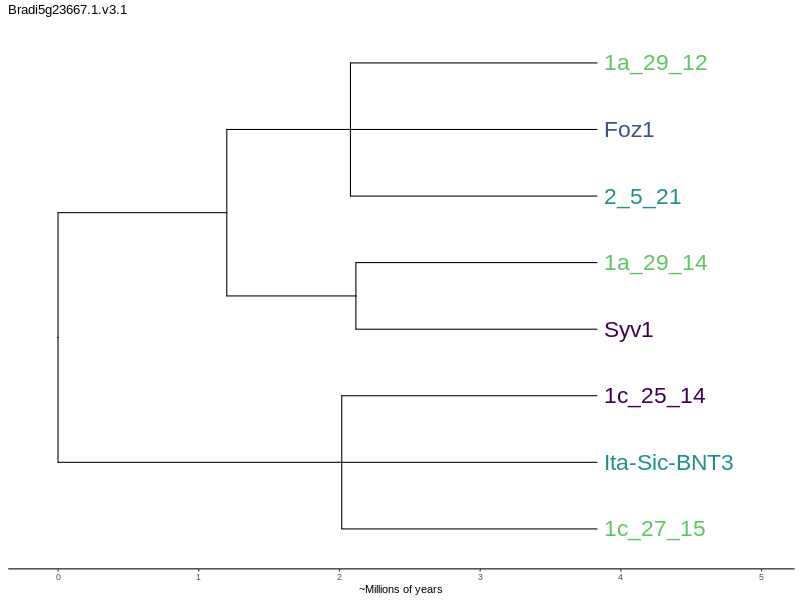 Bradi5g23667.1.v3.1
1a_29_12
Foz1
2_5_21
1a_29_14
Syv1
1c_25_14
Ita-Sic-BNT3
1c_27_15
0 1 2 3 4 5
~Millions of years